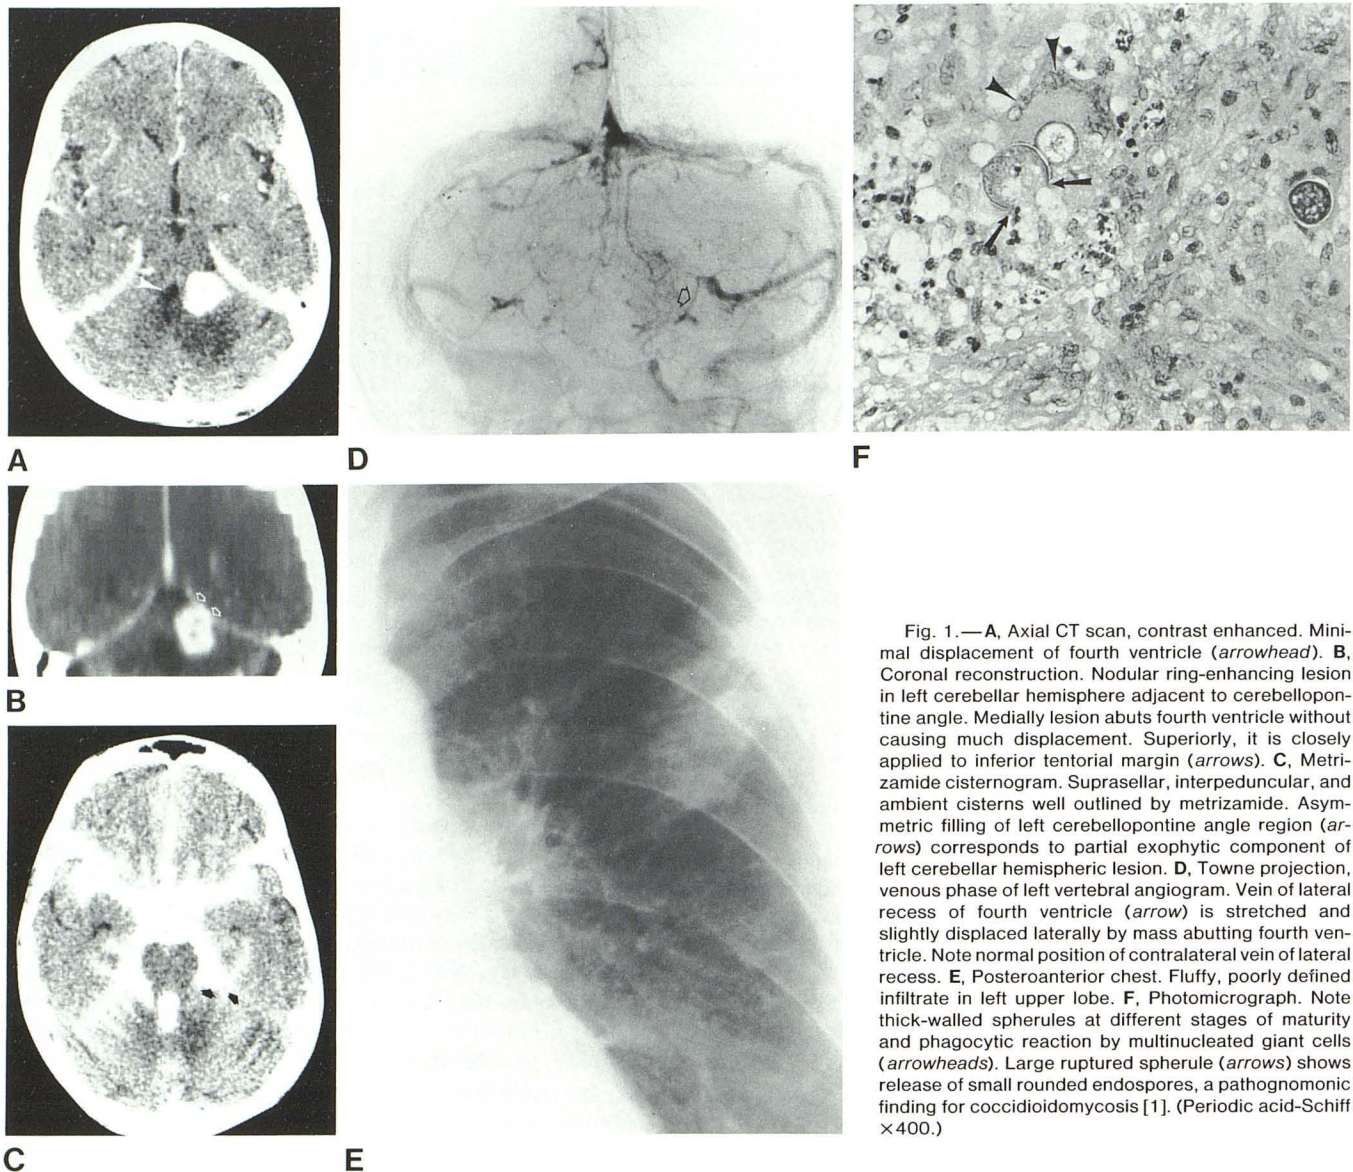 A
D
F
B
C
E
Fig. 1.—A, Axial CT scan, contrast enhanced. Mini-
mal displacement of fourth ventricle (arrowhead). B,
Coronal reconstruction. Nodular ring-enhancing lesion
in left cerebellar hemisphere adjacent to cerebellopon-
tine angle. Medially lesion abuts fourth ventricle without
causing much displacement. Superiorly, it is closely
applied to inferior tentorial margin (arrows). C, Metri-
zamide cisternogram. Suprasellar, interpeduncular, and
ambient cisterns well outlined by metrizamide. Asym-
metric filling of left cerebellopontine angle region (ar-
rows) corresponds to partial exophytic component of
left cerebellar hemispheric lesion. D, Towne projection,
venous phase of left vertebral angiogram. Vein of lateral
recess of fourth ventricle (arrow) is stretched and
slightly displaced laterally by mass abutting fourth ven-
tricle. Note normal position of contralateral vein of lateral
recess. E, Posteroanterior chest. Fluffy, poorly defined
infiltrate in left upper lobe. F, Photomicrograph. Note
thick-walled spherules at different stages of maturity
and phagocytic reaction by multinucleated giant cells
(arrowheads). Large ruptured spherule (arrows) shows
release of small rounded endospores, a pathognomonic
finding for coccidioidomycosis [1]. (Periodic acid-Schiff
×400.)